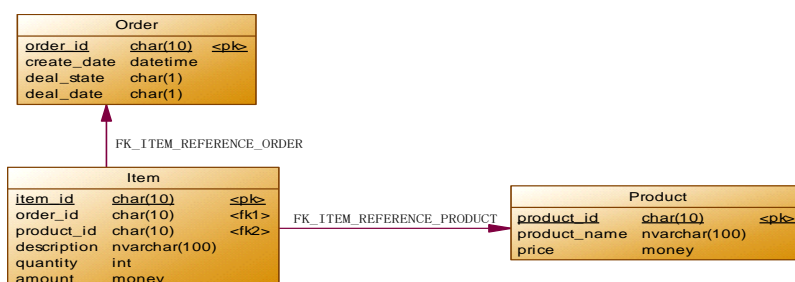 Order
order_id char(10) <pk>
create_date datetime
deal_state char(1)
deal_date char(1)
FK_ITEM_REFERENCE_ORDER
Item
item_id char(10) <pk>
order_id char(10) <fk1>
product_id char(10) <fk2>
description nvarchar(100)
quantity int
amount money
FK_ITEM_REFERENCE_PRODUCT
Product
product_id char(10) <pk>
product_name nvarchar(100)
price money